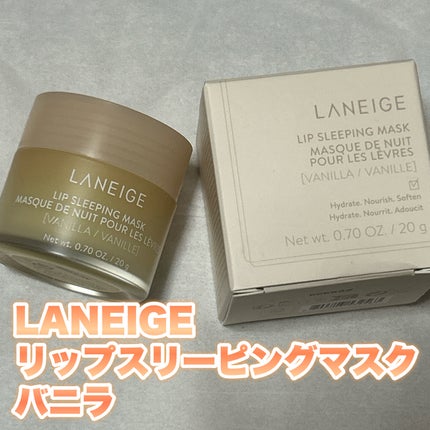 LANEIGE
LIP SLEEPING MASK
MASQUE DE NUIT POUR LES LÈVRES
[VANILLA / VANILLE]
Net wt. 0.70 OZ. / 20 g
LANEIGE
LIP SLEEPING MASK
MASQUE DE NUIT
POUR LES LÈVRES
[VANILLA / VANILLE]
Hydrate, Nourish, Soften
Hydrate. Nourrit. Adoucit
Net wt. 0.70 OZ. / 20 g
LANEIGE
リップスリーピングマスク
バニラ